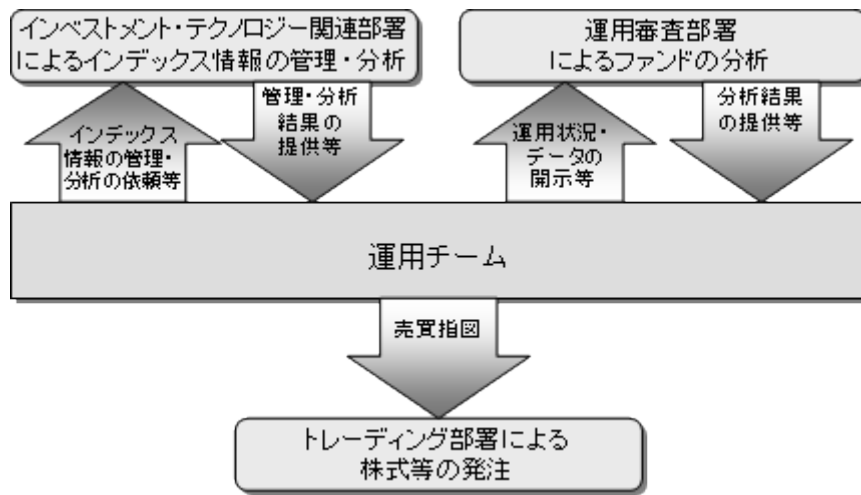 インベストメント・テクノロジー関連部署
によるインデックス情報の管理・分析
運用審査部署
によるファンドの分析
インデックス
情報の管理・
分析の依頼等
管理・分析
結果の
提供等
運用状況・
データの
開示等
分析結果
の提供等
運用チーム
売買指図
トレーディング部署による
株式等の発注